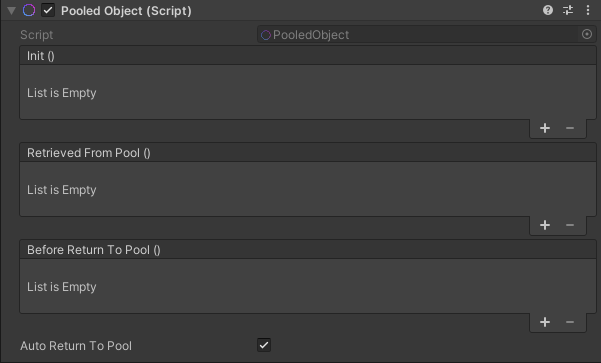 Pooled Object (Script)
Script PooledObject
Init ()
List is Empty
Retrieved From Pool ()
List is Empty
Before Return To Pool ()
List is Empty
Auto Return To Pool